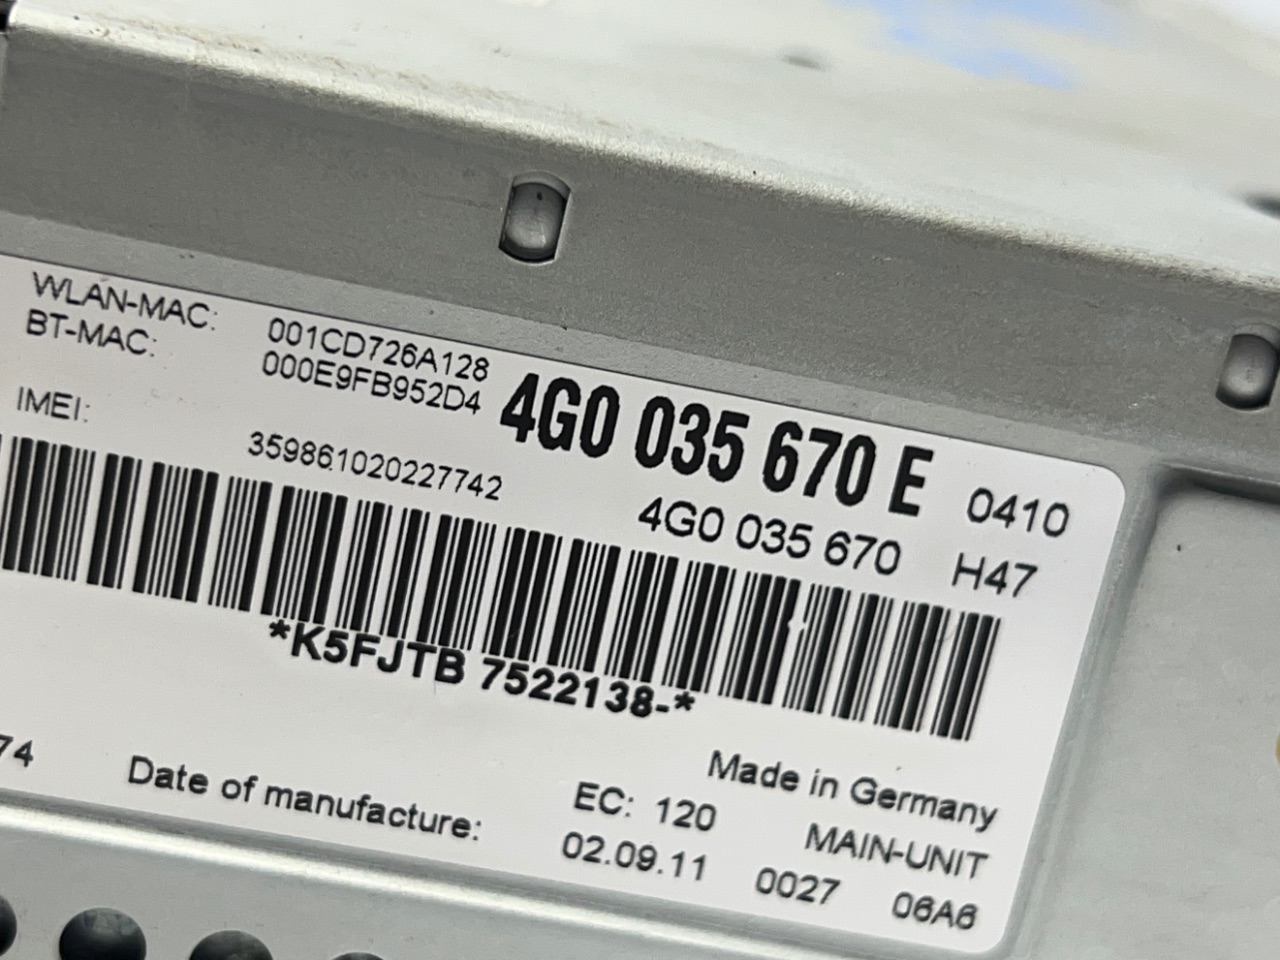 WLAN-MAC: 001CD726A128
BT-MAC: 000E9FB952D4
4G0 035 670 E 0410
IMEI: 359861020227742
4G0 035 670 H47
*K5FJTB 7522138-*
Made in Germany
74 EC: 120 MAIN-UNIT
Date of manufacture: 02.09.11 0027 06A6